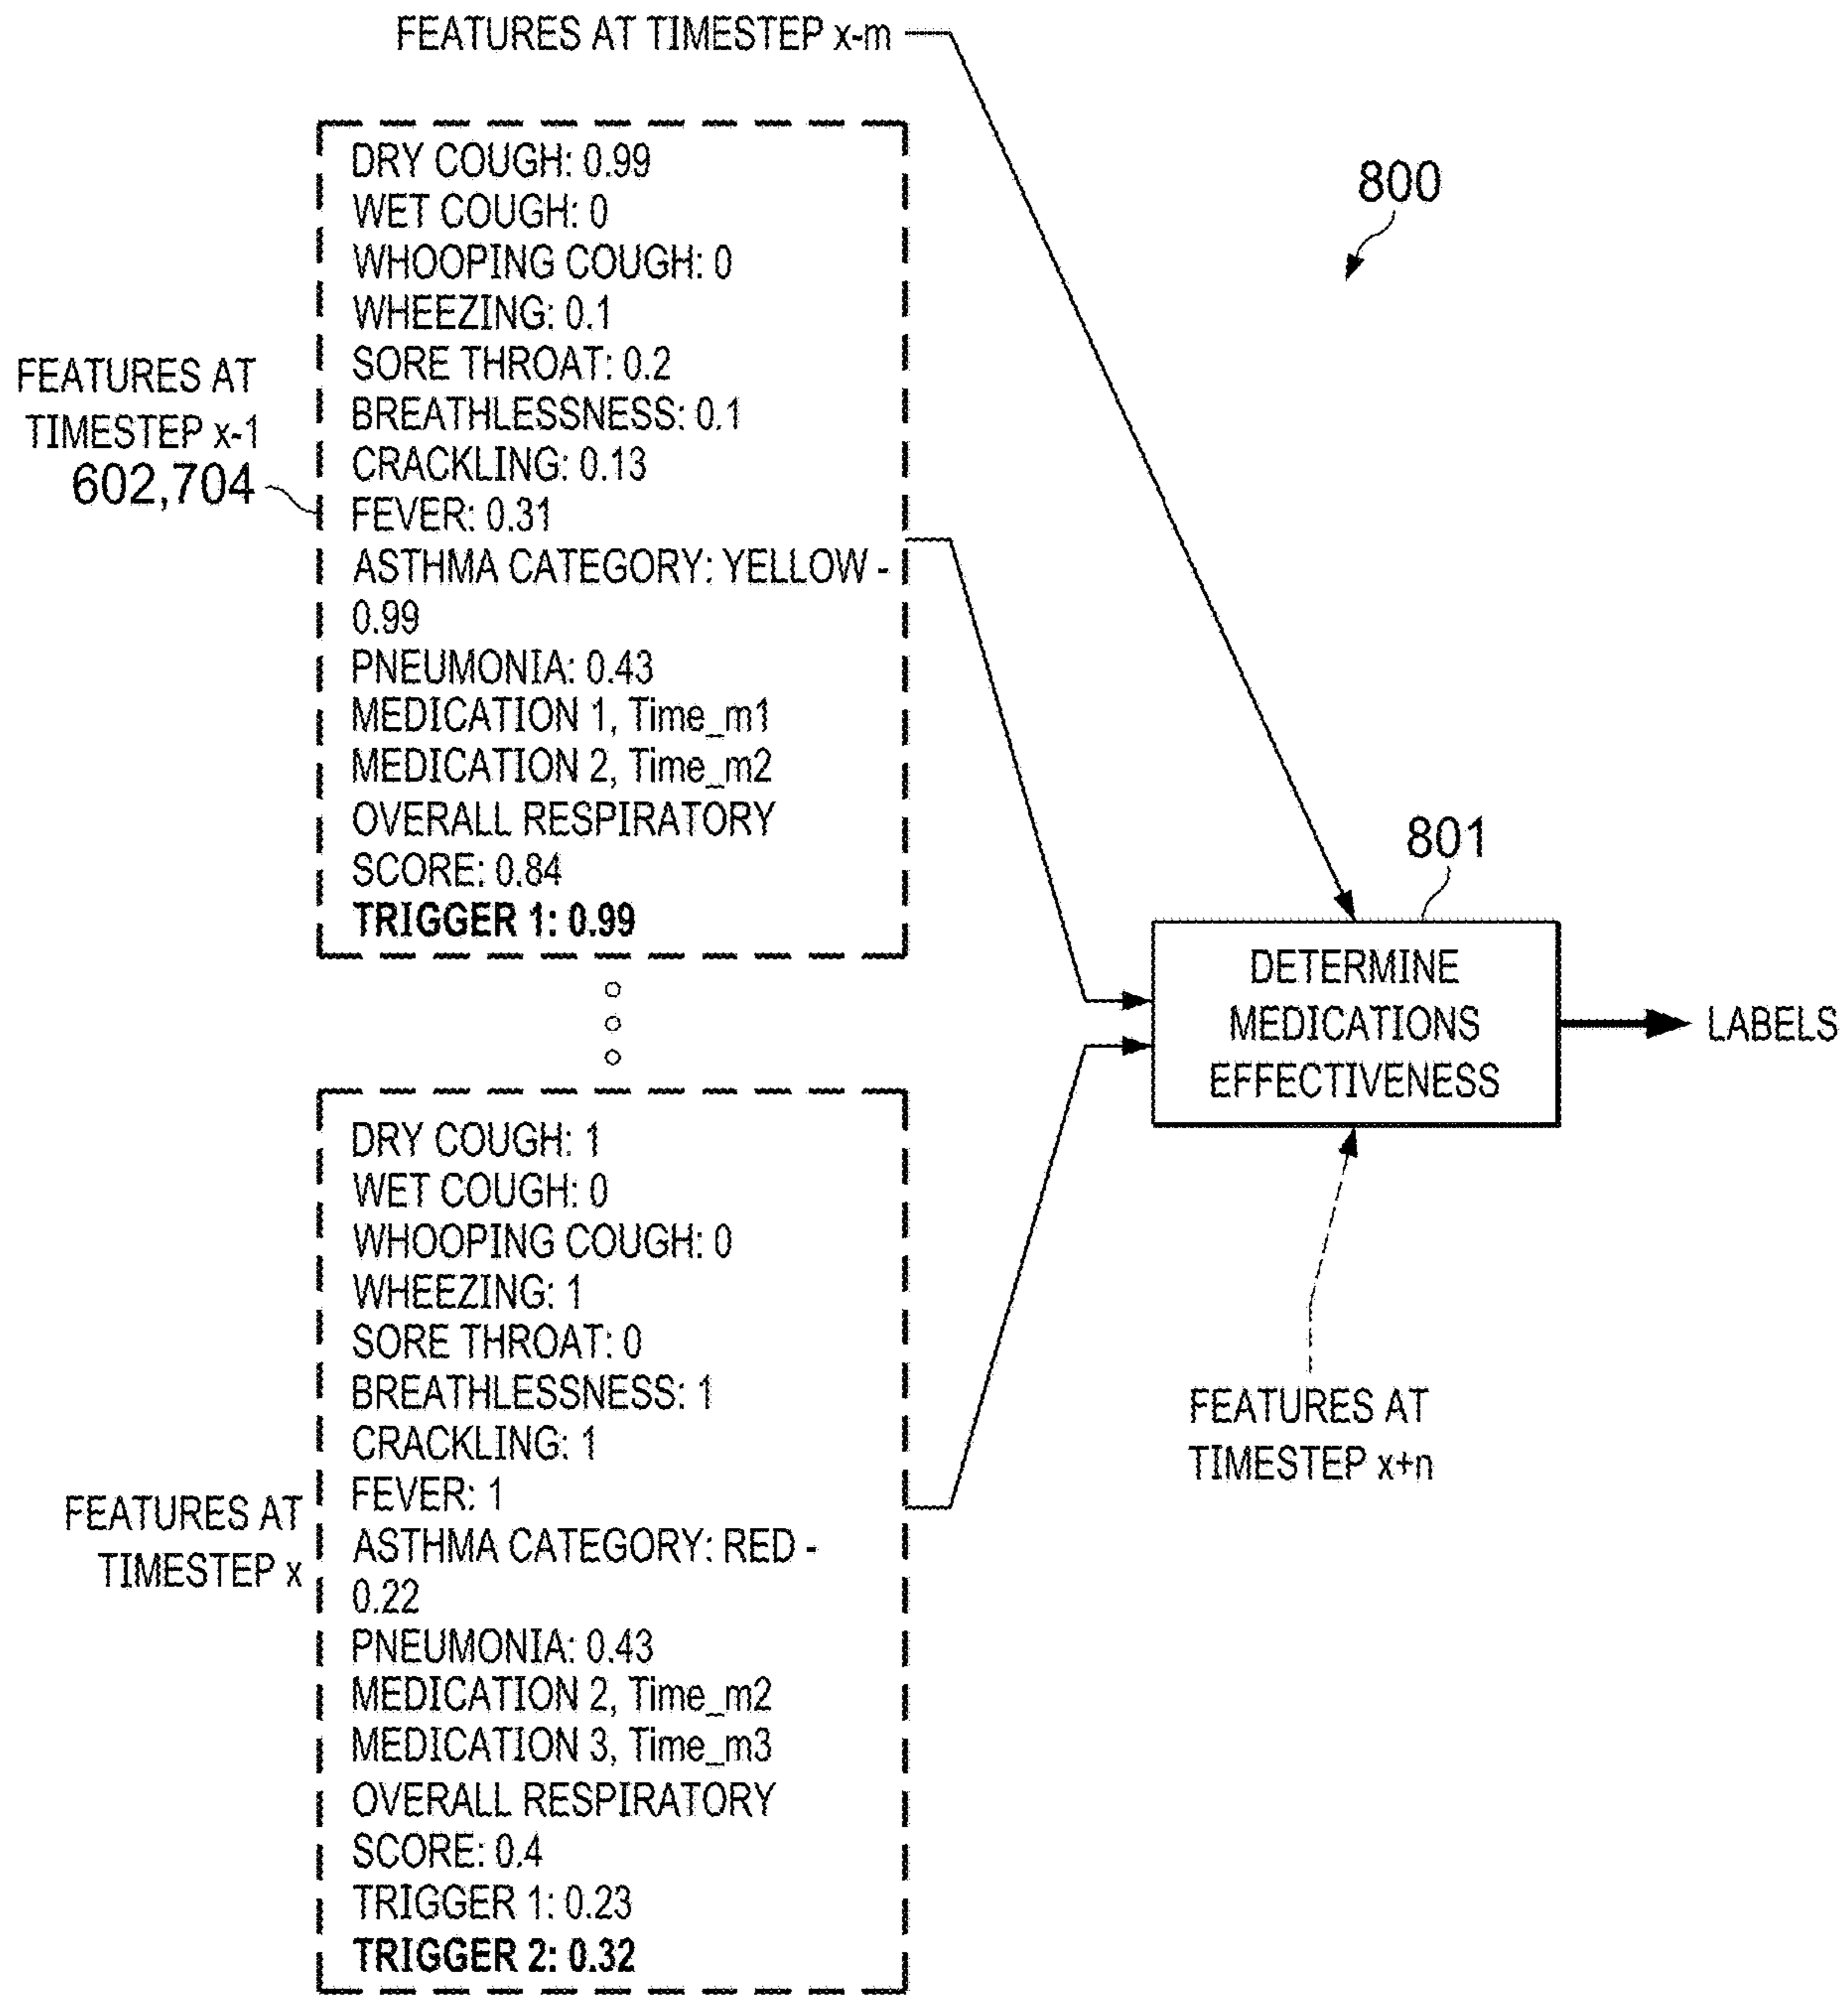 FEATURES AT TIMESTEP x-m
DRY COUGH: 0.99
WET COUGH: 0
WHOOPING COUGH: 0
WHEEZING: 0.1
SORE THROAT: 0.2
BREATHLESSNESS: 0.1
CRACKLING: 0.13
FEVER: 0.31
ASTHMA CATEGORY: YELLOW -
0.99
PNEUMONIA: 0.43
MEDICATION 1, Time_m1
MEDICATION 2, Time_m2
OVERALL RESPIRATORY
SCORE: 0.84
TRIGGER 1: 0.99
FEATURES AT
TIMESTEP x-1
602,704
800
801
DETERMINE
MEDICATIONS
EFFECTIVENESS
LABELS
DRY COUGH: 1
WET COUGH: 0
WHOOPING COUGH: 0
WHEEZING: 1
SORE THROAT: 0
BREATHLESSNESS: 1
CRACKLING: 1
FEVER: 1
ASTHMA CATEGORY: RED -
0.22
PNEUMONIA: 0.43
MEDICATION 2, Time_m2
MEDICATION 3, Time_m3
OVERALL RESPIRATORY
SCORE: 0.4
TRIGGER 1: 0.23
TRIGGER 2: 0.32
FEATURES AT
TIMESTEP x
FEATURES AT
TIMESTEP x+n